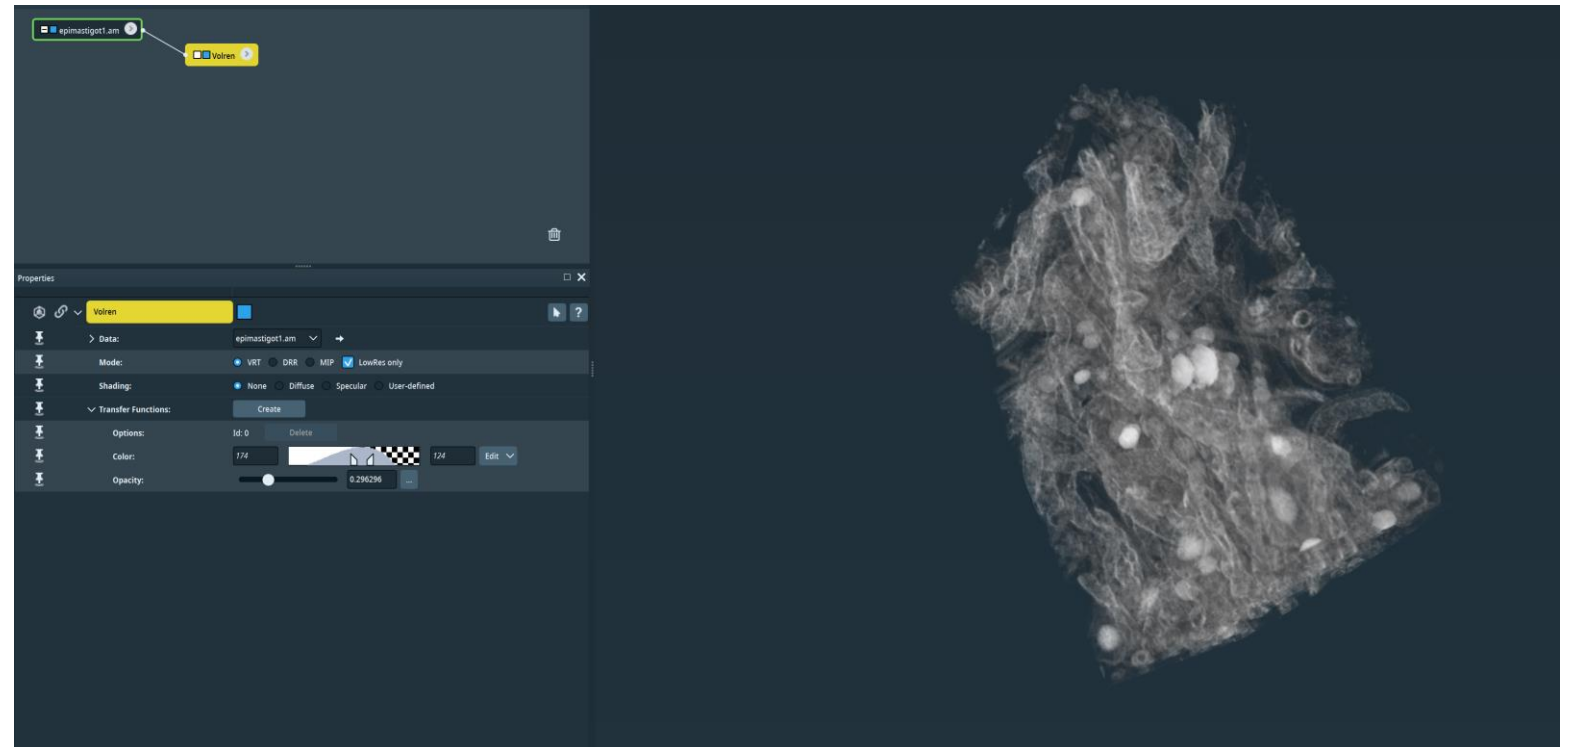 epimastigot1.am
Volren
Properties
Volren ?
Data: epimastigot1.am
Mode: VRT DRR MIP LowRes only
Shading: None Diffuse Specular User-defined
Transfer Functions: Create
Options: Id: 0 Delete
Color: 174 124 Edit
Opacity: 0.296296 ...